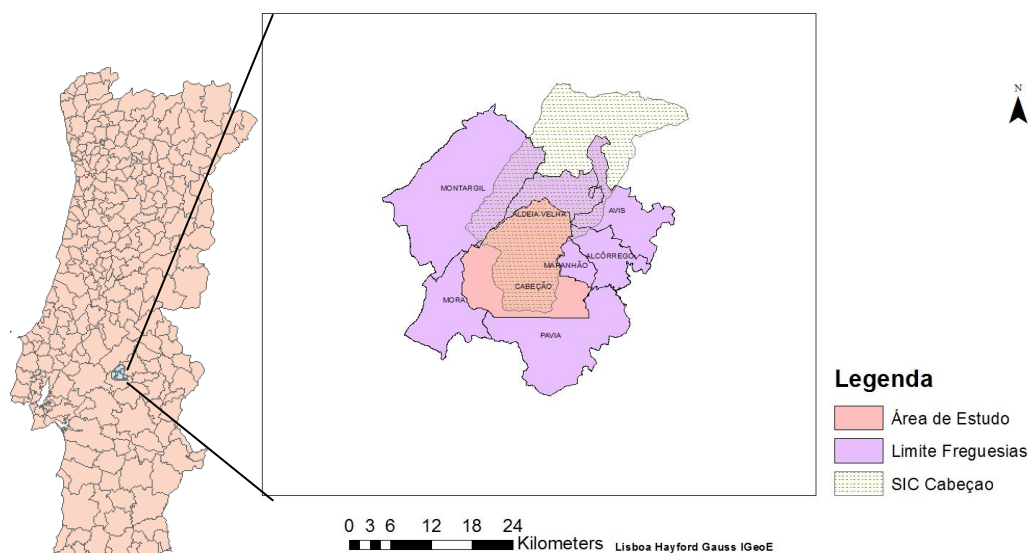 N
MONTARGIL
ALDEIA VELHA
AVIS
ALCÔRREGO
MARANHÃO
CABEÇÃO
MORA
PAVIA
Legenda
Área de Estudo
Limite Freguesias
SIC Cabeçao
0 3 6 12 18 24
Kilometers Lisboa Hayford Gauss IGeoE